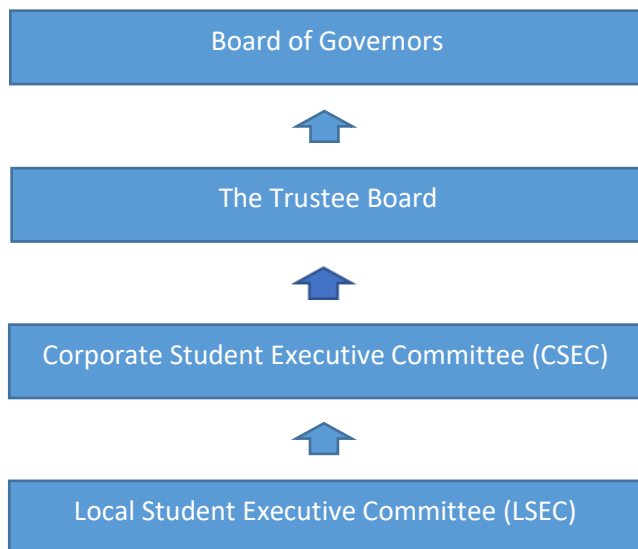 Board of Governors
The Trustee Board
Corporate Student Executive Committee (CSEC)
Local Student Executive Committee (LSEC)